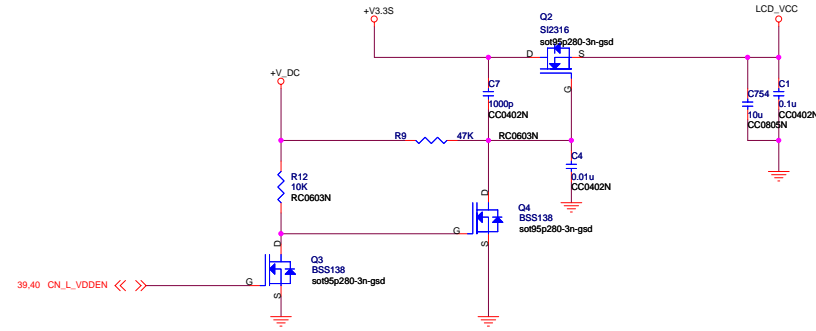 +V3.3S
Q2
SI2316
sot95p280-3n-gsd
LCD_VCC
D
S
G
+V_DC
C7
1000p
CC0402N
C754
10u
CC0805N
C1
0.1u
CC0402N
R9
47K
RC0603N
C4
0.01u
CC0402N
R12
10K
RC0603N
D
Q4
BSS138
sot95p280-3n-gsd
G
S
D
Q3
BSS138
sot95p280-3n-gsd
39,40 CN_L_VDDEN
G
S